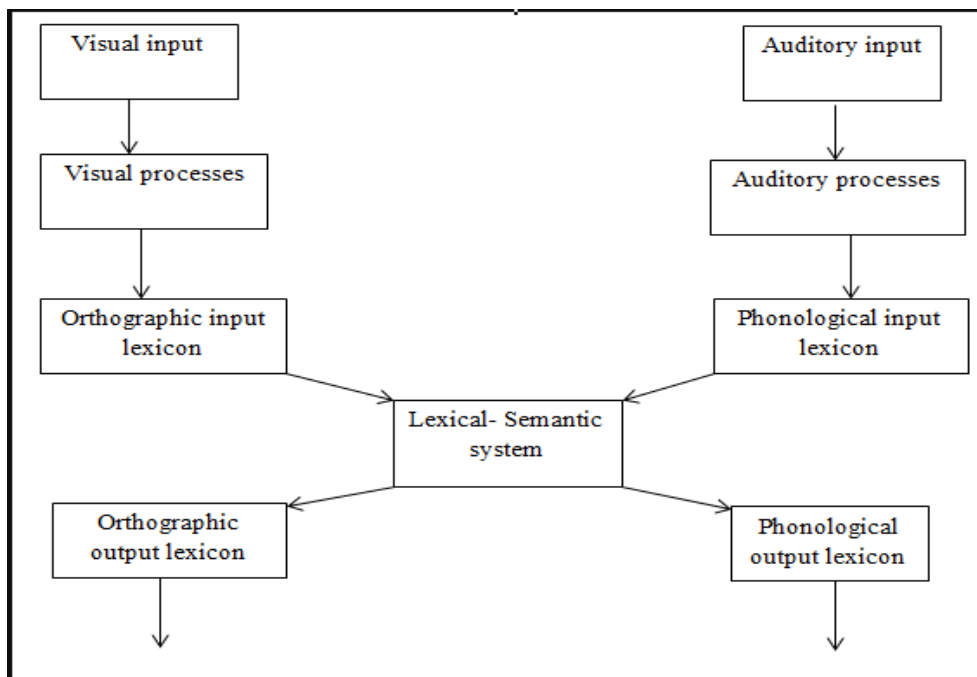 Visual input
Auditory input
Visual processes
Auditory processes
Orthographic input
lexicon
Phonological input
lexicon
Lexical- Semantic
system
Orthographic
output lexicon
Phonological
output lexicon